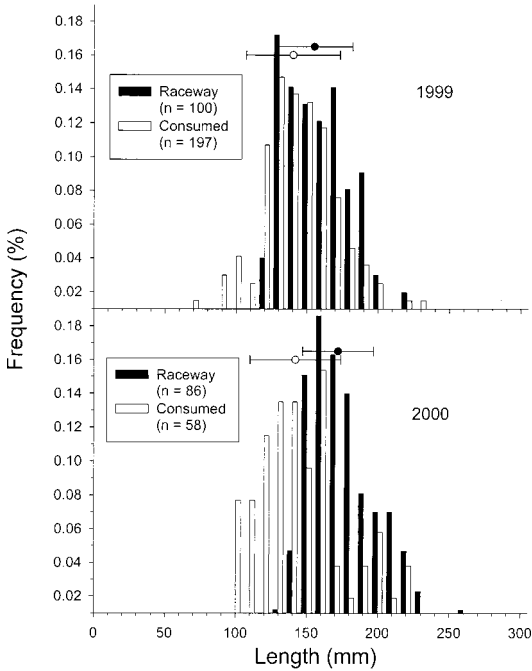 0.18
0.16
0.14
0.12
0.10
0.08
0.06
0.04
0.02
Raceway
(n = 100)
Consumed
(n = 197)
1999
Frequency (%)
0.18
0.16
0.14
0.12
0.10
0.08
0.06
0.04
0.02
Raceway
(n = 86)
Consumed
(n = 58)
2000
0 50 100 150 200 250 300
Length (mm)